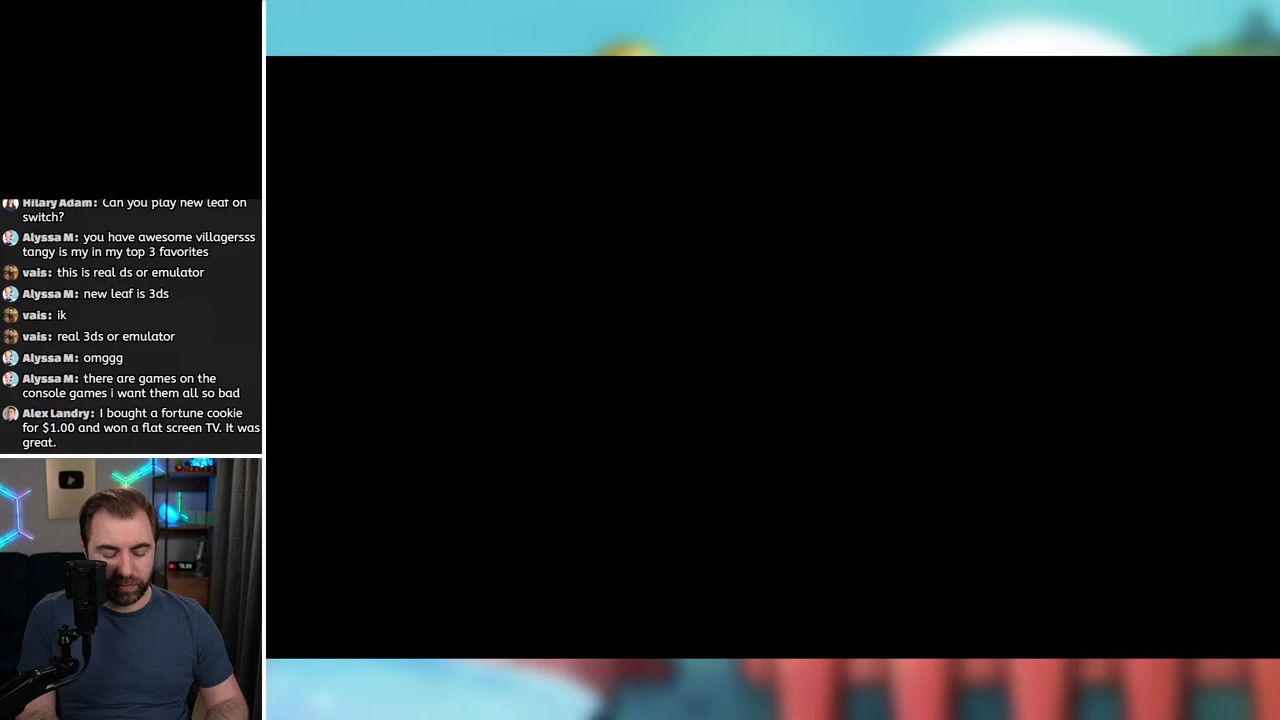 Hilary Adam: Can you play new leaf on
switch?
Alyssa M: you have awesome villagersss
tangy is my in my top 3 favorites
vais: this is real ds or emulator
Alyssa M: new leaf is 3ds
vais: ik
vais: real 3ds or emulator
Alyssa M: omggg
Alyssa M: there are games on the
console games i want them all so bad
Alex Landry: I bought a fortune cookie
for $1.00 and won a flat screen TV. It was
great.